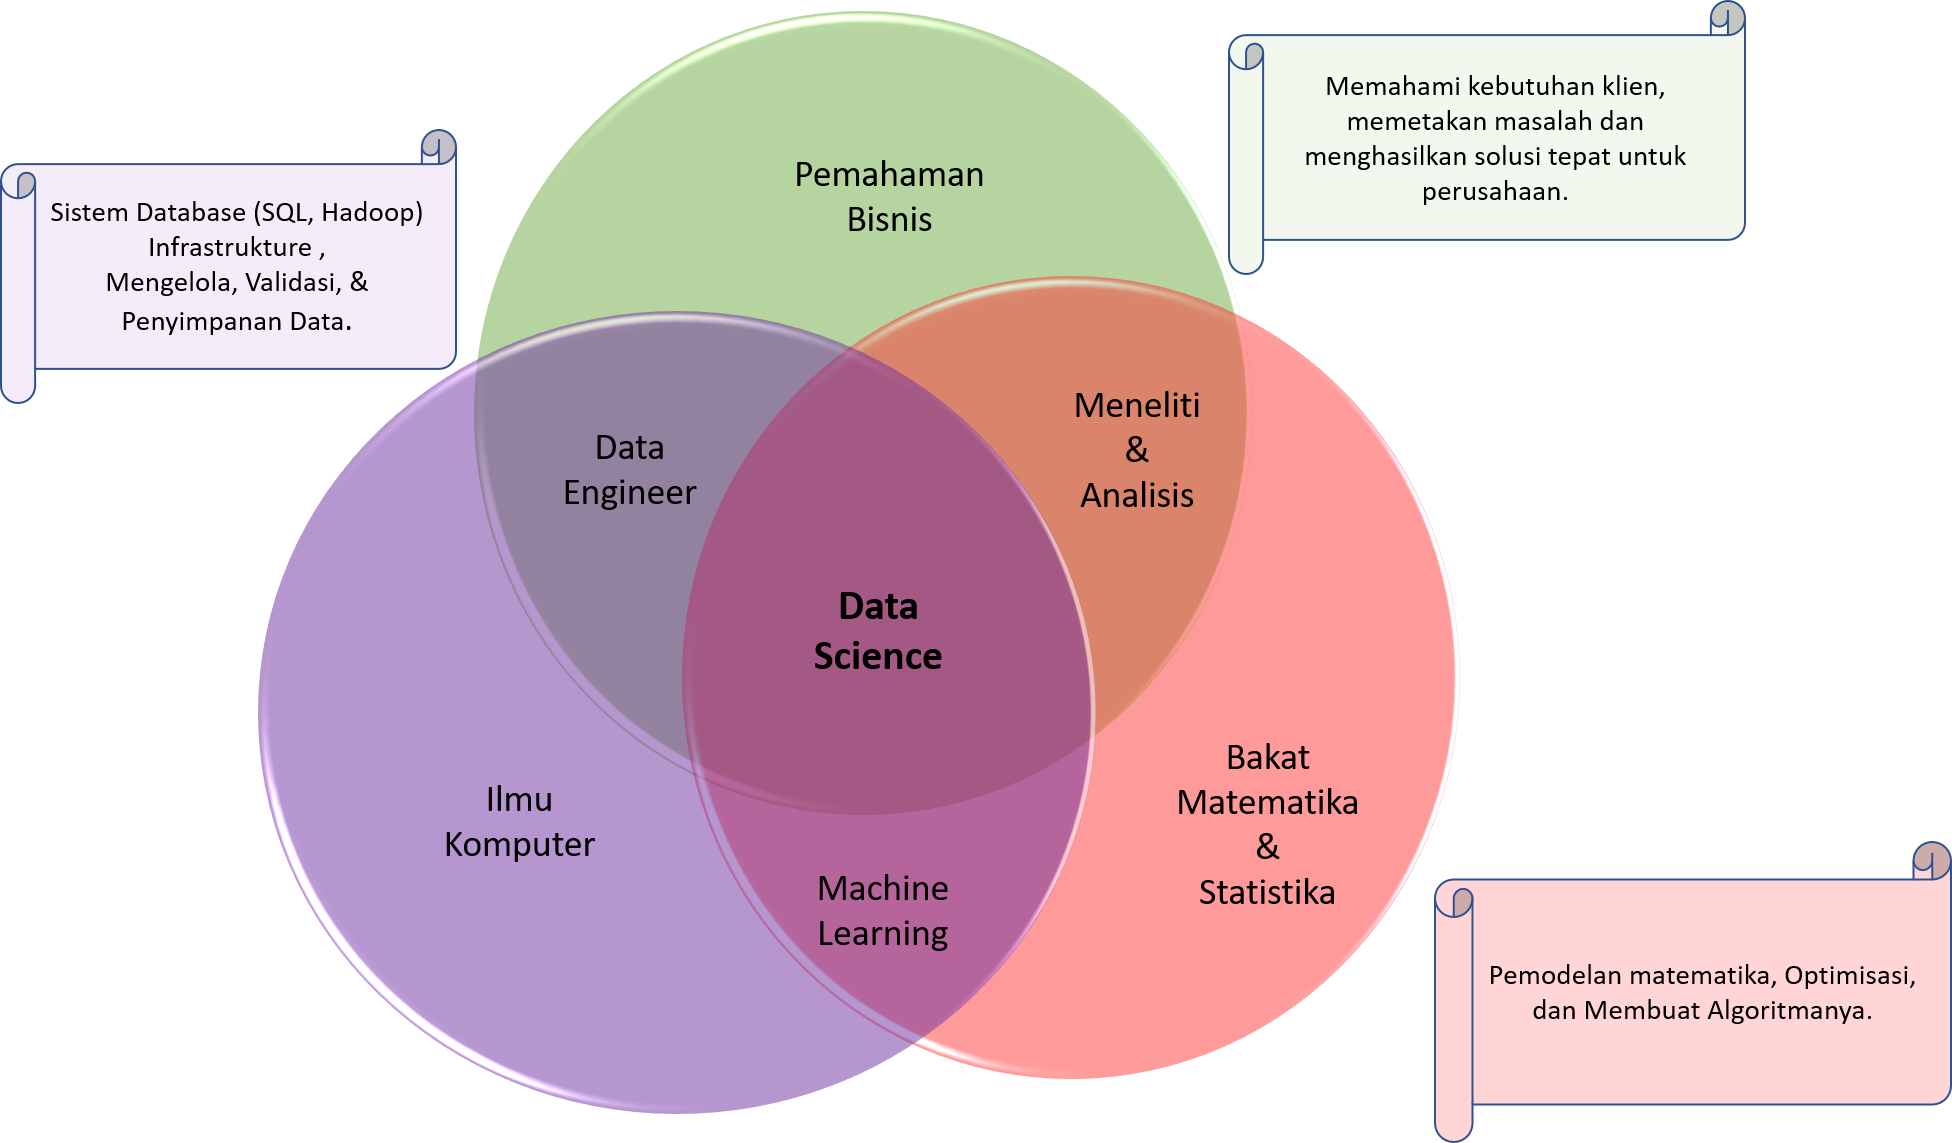 Memahami kebutuhan klien,
memetakan masalah dan
menghasilkan solusi tepat untuk
perusahaan.
Pemahaman
Bisnis
Sistem Database (SQL, Hadoop)
Infrastrukture ,
Mengelola, Validasi, &
Penyimpanan Data.
Data
Engineer
Meneliti
&
Analisis
Data
Science
Ilmu
Komputer
Bakat
Matematika
&
Statistika
Machine
Learning
Pemodelan matematika, Optimisasi,
dan Membuat Algoritmanya.